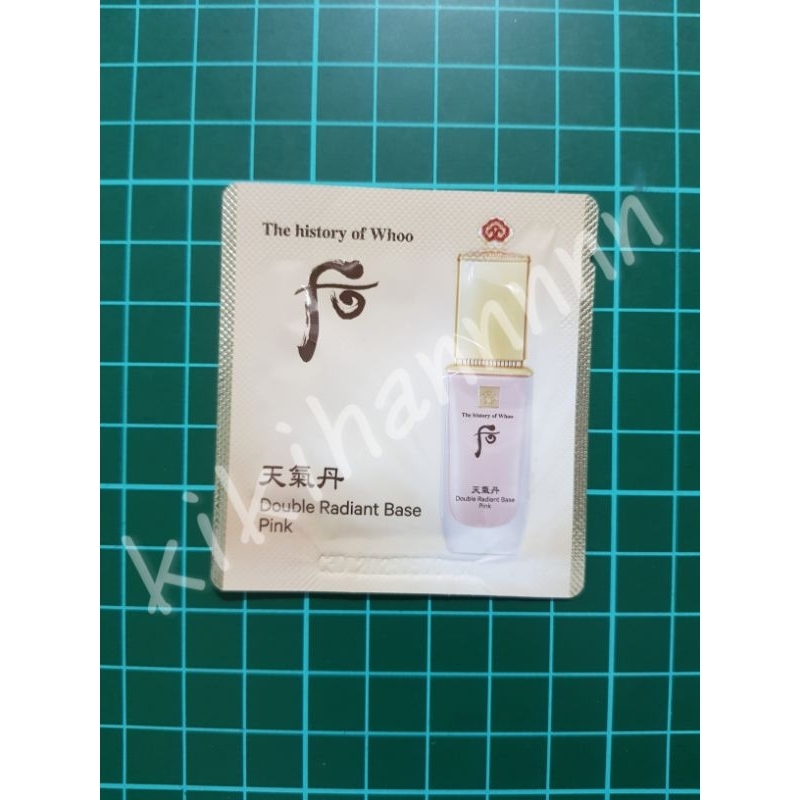 The history of Whoo
天氣丹
Double Radiant Base
Pink
The history of Whoo
天氣丹
Double Radiant Base
Pink
kikihannnnn